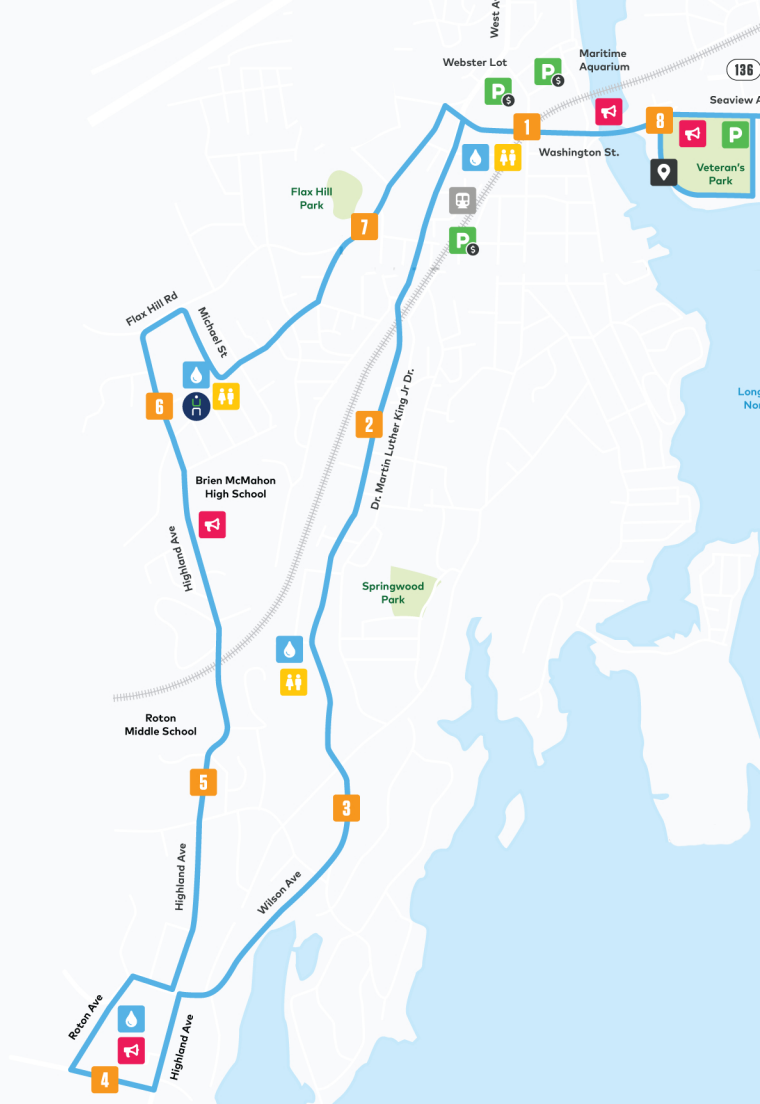 West A
Maritime
Aquarium
Webster Lot
P
$
P
$
136
Seaview A
1
8
P
Washington St.
Veteran's
Park
Flax Hill
Park
7
P
$
Flax Hill Rd
Michael St
Long
Nor
6
2
Dr. Martin Luther King Jr Dr.
Brien McMahon
High School
Highland Ave
Springwood
Park
Roton
Middle School
5
3
Highland Ave
Wilson Ave
Roton Ave
Highland Ave
4